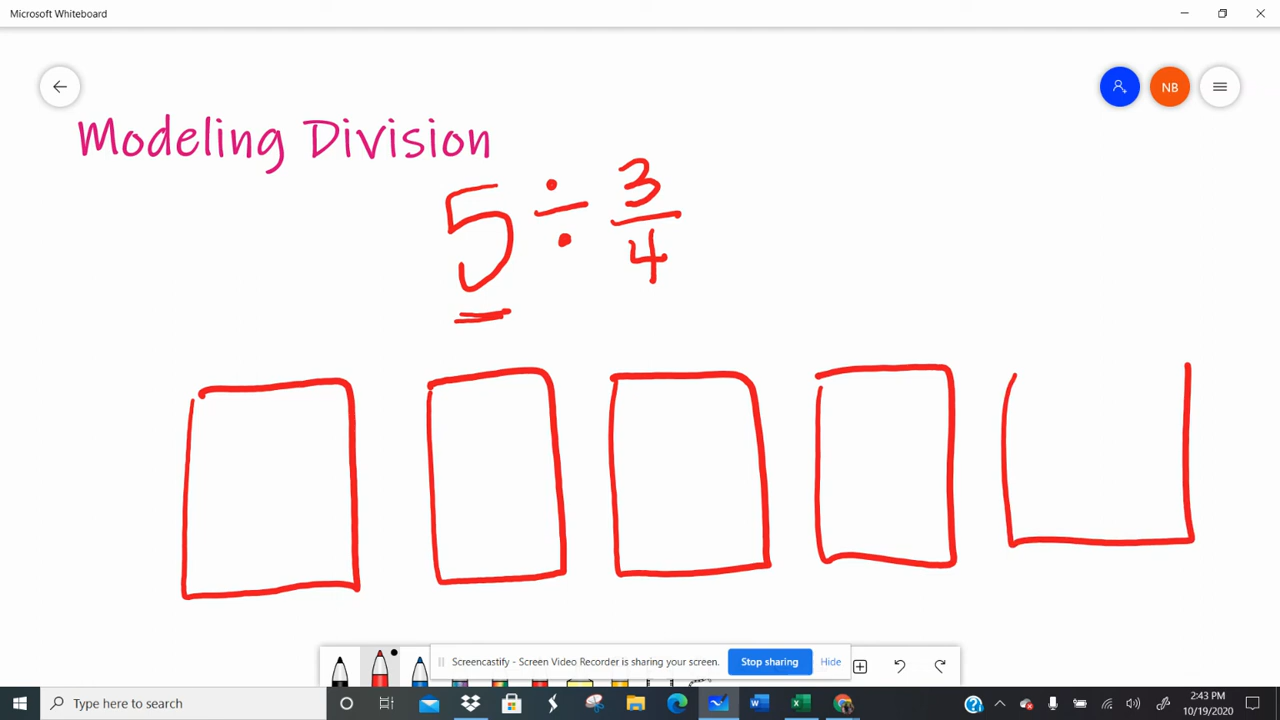 Microsoft Whiteboard
NB
Modeling Division
5 ÷ 3/4
Screencastify - Screen Video Recorder is sharing your screen. Stop sharing Hide
Type here to search
2:43 PM
10/19/2020